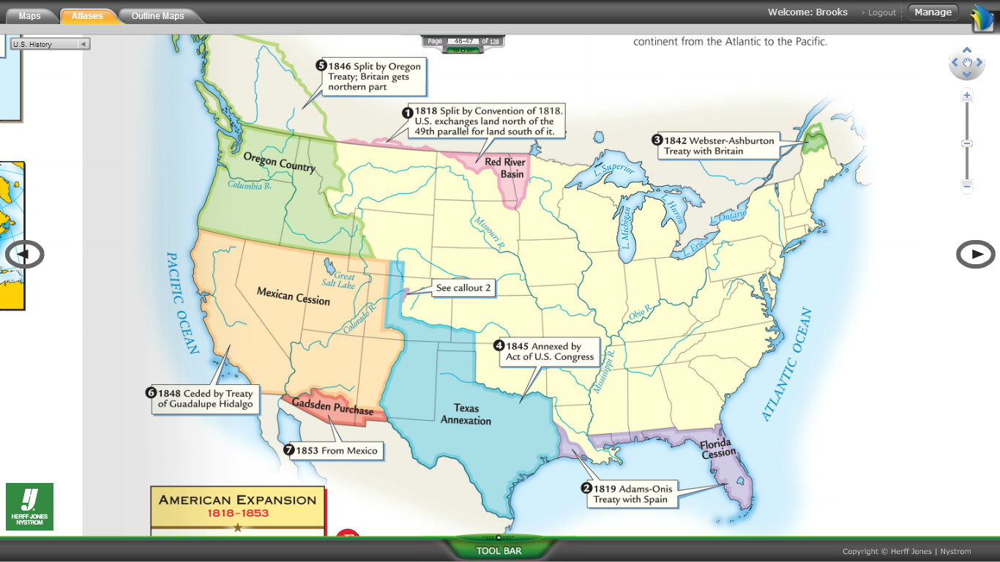 Maps
Atlases
Outline Maps
Welcome: Brooks
› Logout
Manage
U.S. History
Page 46-47 of 128
continent from the Atlantic to the Pacific.
5 1846 Split by Oregon
Treaty; Britain gets
northern part
1 1818 Split by Convention of 1818.
U.S. exchanges land north of the
49th parallel for land south of it.
3 1842 Webster-Ashburton
Treaty with Britain
Oregon Country
Columbia R.
Red River
Basin
L. Superior
L. Michigan
L. Huron
L. Ontario
L. Erie
Missouri R.
PACIFIC OCEAN
Great
Salt Lake
See callout 2
Mexican Cession
Colorado R.
Ohio R.
ATLANTIC OCEAN
4 1845 Annexed by
Act of U.S. Congress
Mississippi R.
6 1848 Ceded by Treaty
of Guadalupe Hidalgo
Gadsden Purchase
Texas
Annexation
7 1853 From Mexico
Florida
Cession
2 1819 Adams-Onis
Treaty with Spain
AMERICAN EXPANSION
1818–1853
HERFF JONES
NYSTROM
TOOL BAR
Copyright © Herff Jones | Nystrom